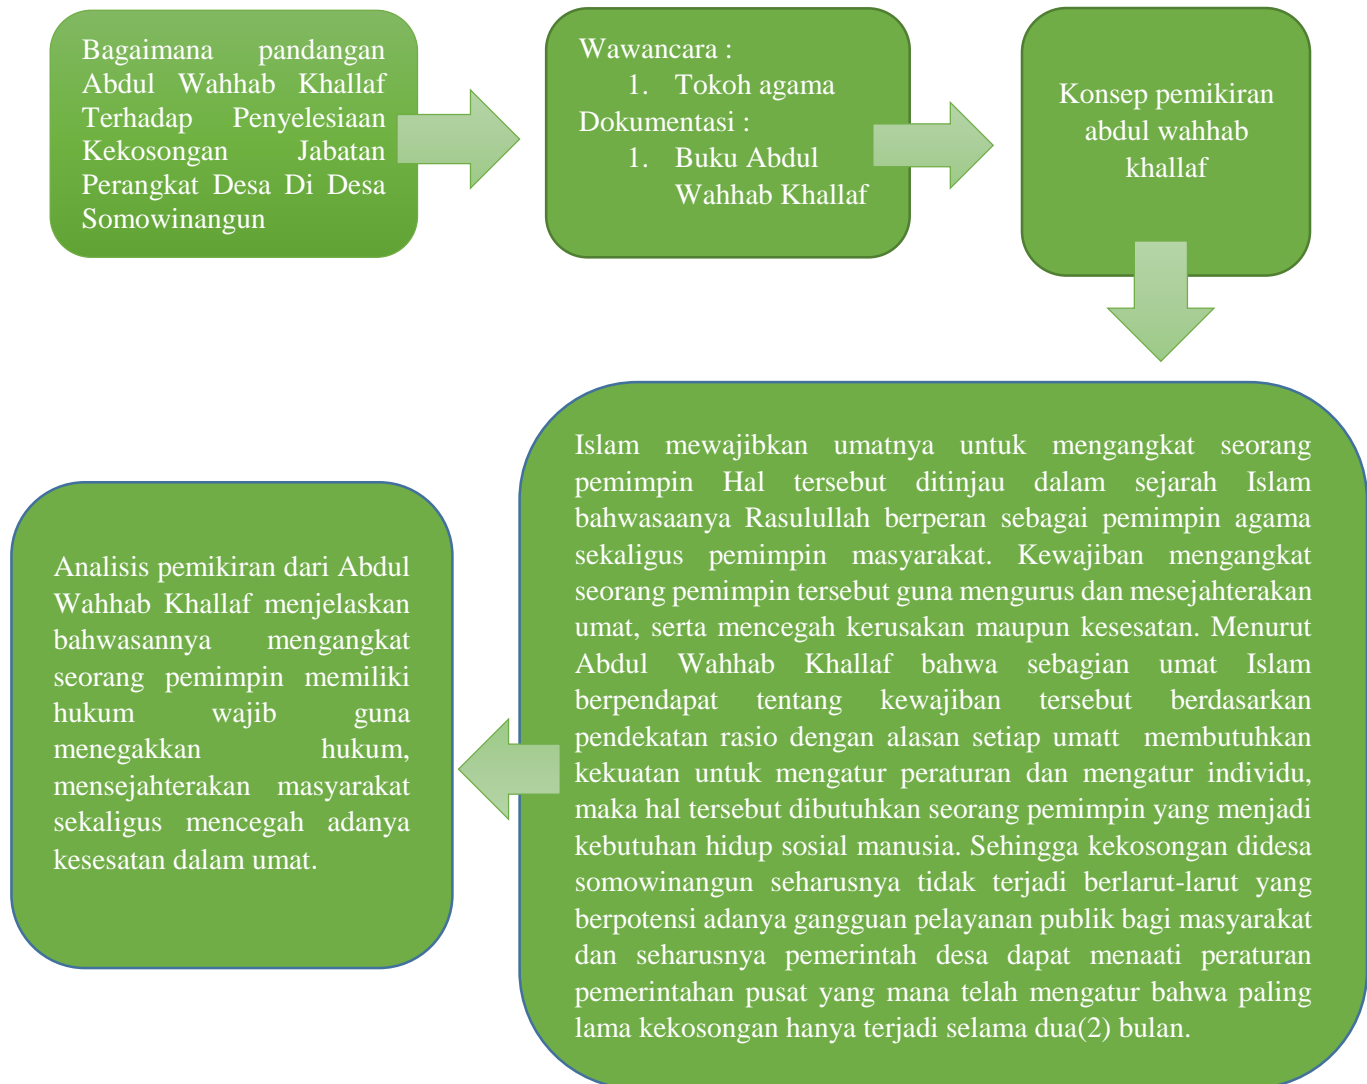 Bagaimana pandangan
Abdul Wahhab Khallaf
Terhadap Penyelesiaan
Kekosongan Jabatan
Perangkat Desa Di Desa
Somowinangun
Wawancara :
1. Tokoh agama
Dokumentasi :
1. Buku Abdul
Wahhab Khallaf
Konsep pemikiran
abdul wahhab
khallaf
Islam mewajibkan umatnya untuk mengangkat seorang
pemimpin Hal tersebut ditinjau dalam sejarah Islam
bahwasaanya Rasulullah berperan sebagai pemimpin agama
sekaligus pemimpin masyarakat. Kewajiban mengangkat
seorang pemimpin tersebut guna mengurus dan mesejahterakan
umat, serta mencegah kerusakan maupun kesesatan. Menurut
Abdul Wahhab Khallaf bahwa sebagian umat Islam
berpendapat tentang kewajiban tersebut berdasarkan
pendekatan rasio dengan alasan setiap umatt membutuhkan
kekuatan untuk mengatur peraturan dan mengatur individu,
maka hal tersebut dibutuhkan seorang pemimpin yang menjadi
kebutuhan hidup sosial manusia. Sehingga kekosongan didesa
somowinangun seharusnya tidak terjadi berlarut-larut yang
berpotensi adanya gangguan pelayanan publik bagi masyarakat
dan seharusnya pemerintah desa dapat menaati peraturan
pemerintahan pusat yang mana telah mengatur bahwa paling
lama kekosongan hanya terjadi selama dua(2) bulan.
Analisis pemikiran dari Abdul
Wahhab Khallaf menjelaskan
bahwasannya mengangkat
seorang pemimpin memiliki
hukum wajib guna
menegakkan hukum,
mensejahterakan masyarakat
sekaligus mencegah adanya
kesesatan dalam umat.